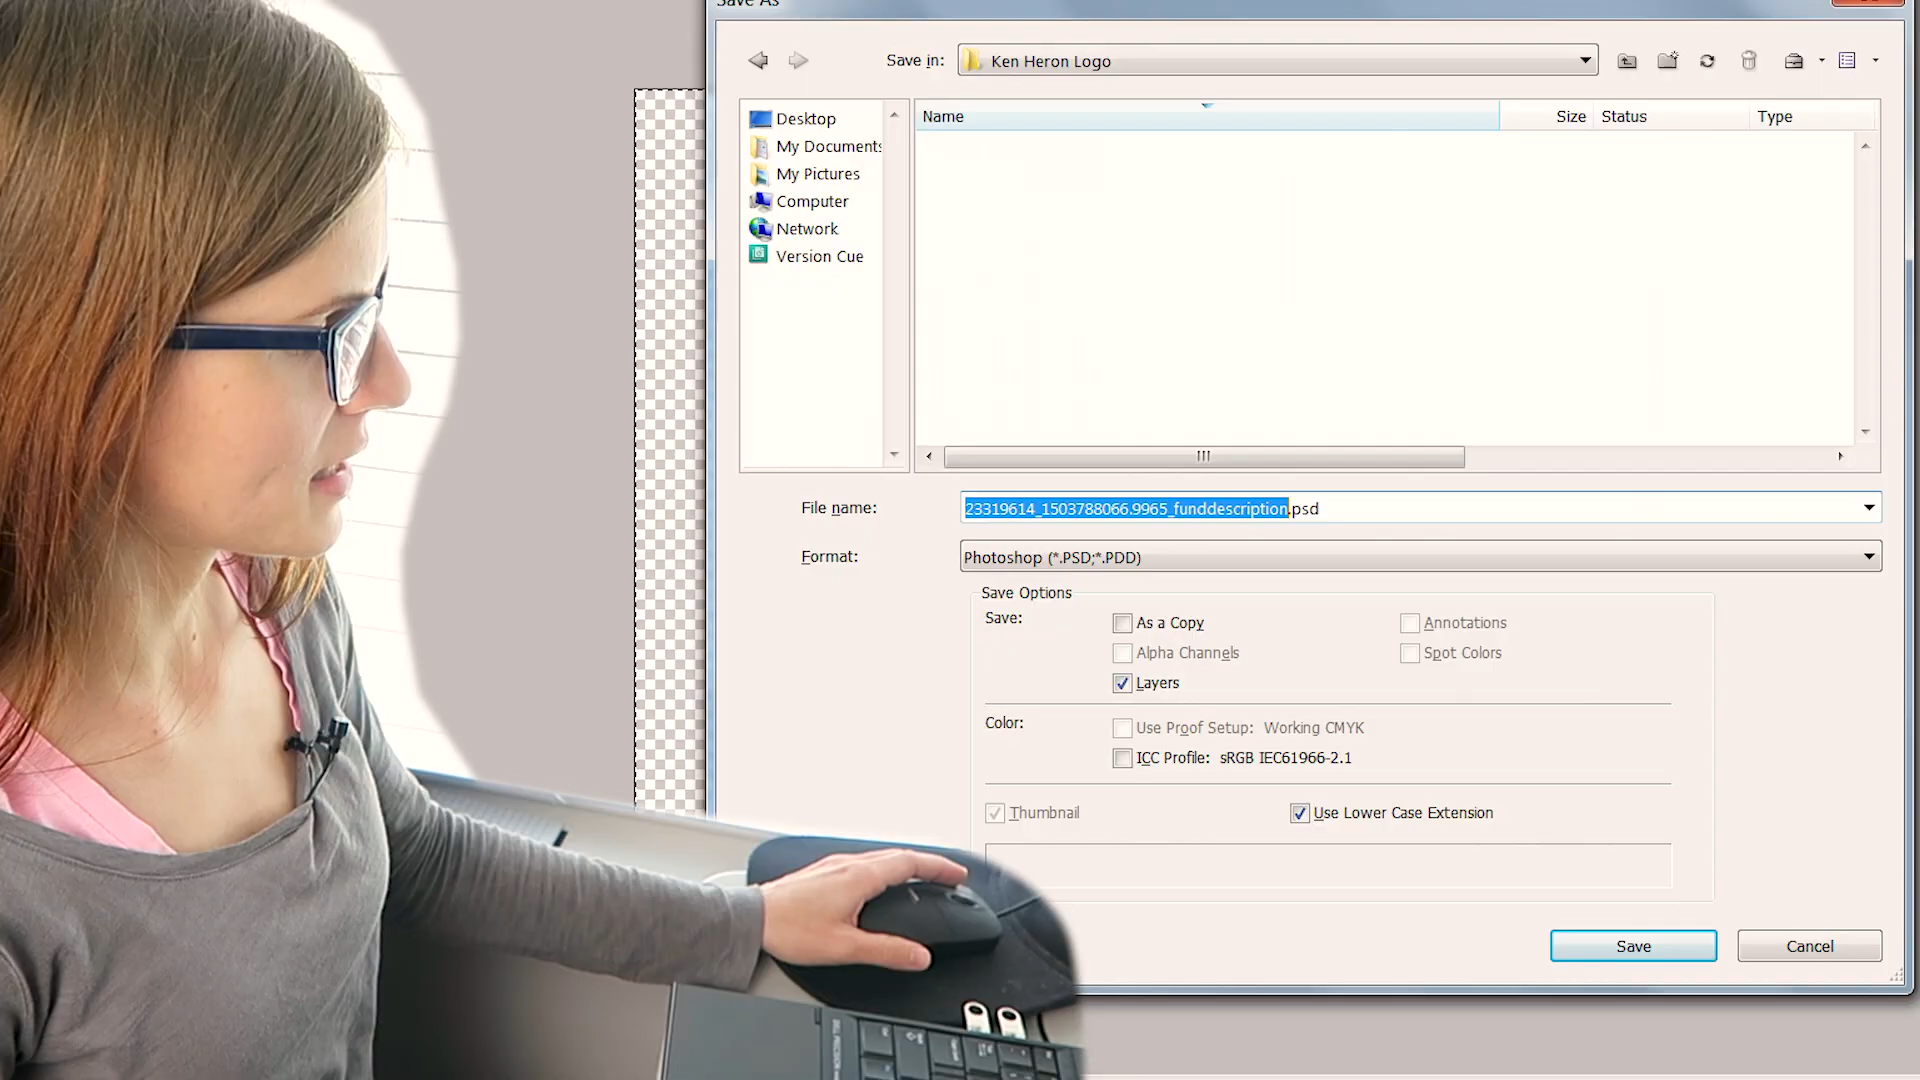 Save As
Save in: Ken Heron Logo
Desktop
My Documents
My Pictures
Computer
Network
Version Cue
Name Size Status Type
File name: 23319614_1503788066.9965_funddescription.psd
Format: Photoshop (*.PSD;*.PDD)
Save Options
Save: As a Copy Annotations
Alpha Channels Spot Colors
Layers
Color: Use Proof Setup: Working CMYK
ICC Profile: sRGB IEC61966-2.1
Thumbnail Use Lower Case Extension
Save Cancel